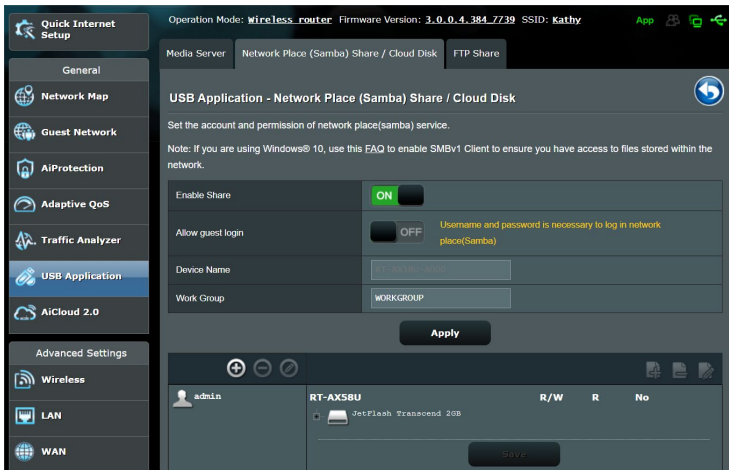 Quick Internet
Setup
Operation Mode: Wireless router Firmware Version: 3.0.0.4.384_7739 SSID: Kathy App
Media Server Network Place (Samba) Share / Cloud Disk FTP Share
General
Network Map
Guest Network
AiProtection
Adaptive QoS
Traffic Analyzer
USB Application
AiCloud 2.0
Advanced Settings
Wireless
LAN
WAN
USB Application - Network Place (Samba) Share / Cloud Disk
Set the account and permission of network place(samba) service.
Note: If you are using Windows® 10, use this FAQ to enable SMBv1 Client to ensure you have access to files stored within the
network.
Enable Share ON
Allow guest login OFF Username and password is necessary to log in network
place(Samba)
Device Name
Work Group WORKGROUP
Apply
admin RT-AX58U R/W R No
JetFlash Transcend 2GB
Save